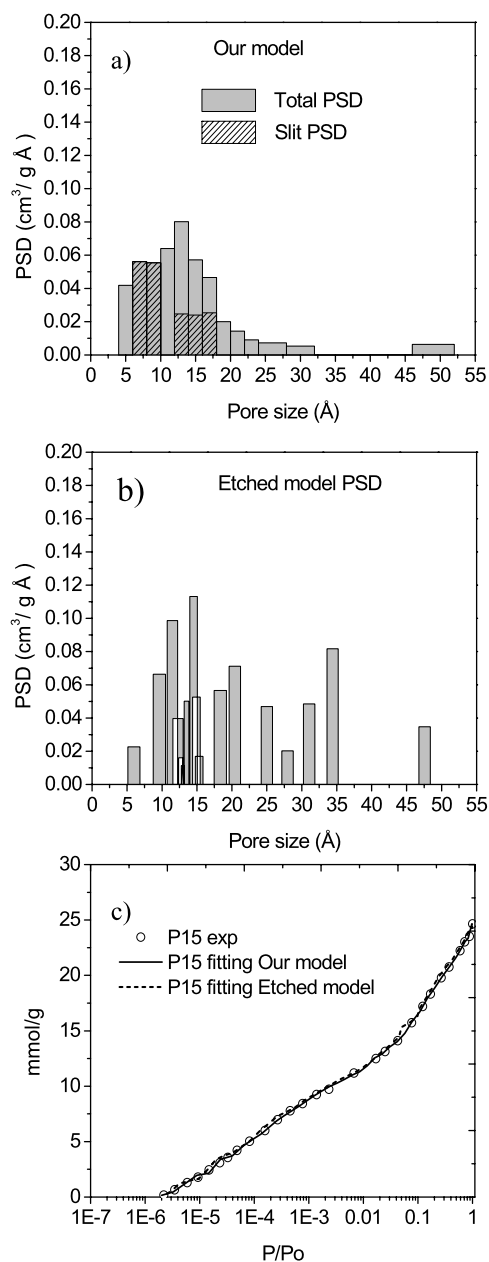 0.20
0.18
0.16
0.14
0.12
0.10
0.08
0.06
0.04
0.02
0.00
PSD (cm³/ g Å )
a)
Our model
Total PSD
Slit PSD
0 5 10 15 20 25 30 35 40 45 50 55
Pore size (Å)
0.20
0.18
0.16
0.14
0.12
0.10
0.08
0.06
0.04
0.02
0.00
PSD (cm³/ g Å)
b)
Etched model PSD
0 5 10 15 20 25 30 35 40 45 50 55
Pore size (Å)
30
25
20
15
10
5
0
mmol/g
c)
P15 exp
P15 fitting Our model
P15 fitting Etched model
1E-7 1E-6 1E-5 1E-4 1E-3 0.01 0.1 1
P/Po